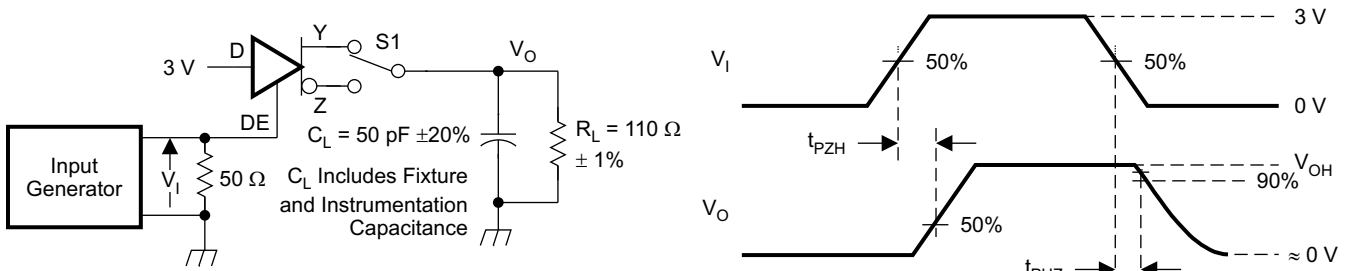 Y
S1
D
3 V
Z
DE
V_O
C_L = 50 pF ±20%
R_L = 110 Ω
± 1%
Input
Generator
V_I
50 Ω
C_L Includes Fixture
and Instrumentation
Capacitance
V_I
3 V
50%
50%
0 V
t_PZH
V_OH
90%
V_O
50%
≈ 0 V
t_PHZ